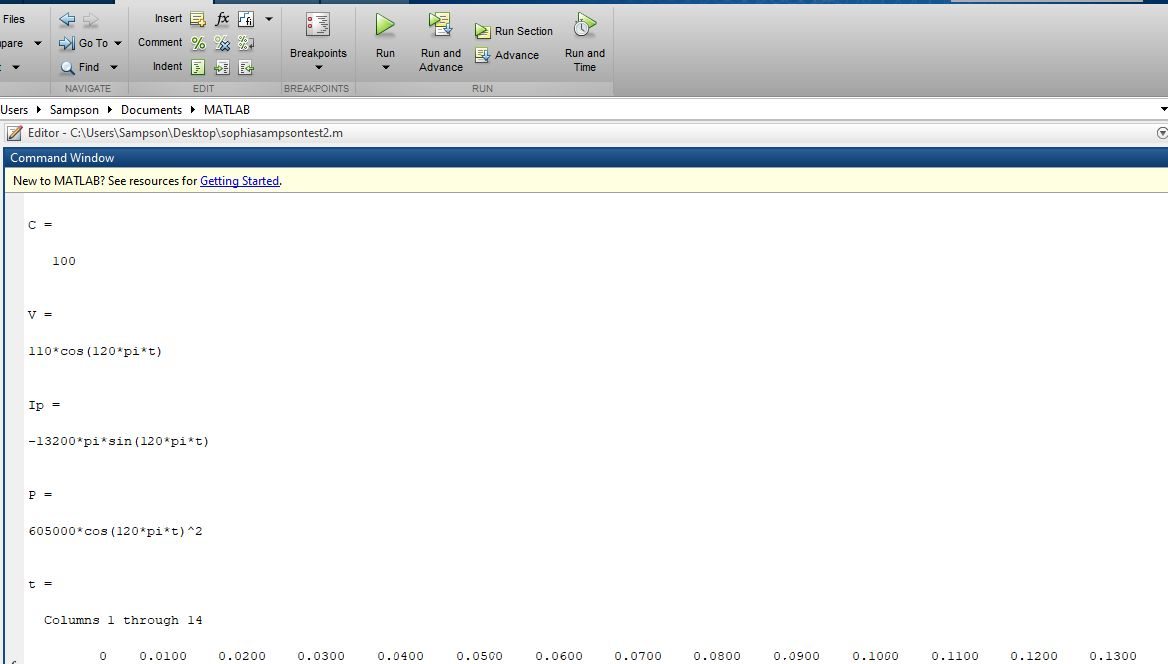 Files Insert fx
pare Go To Comment Breakpoints Run Run and Advance Run Section Run and Time
Find Indent Advance
NAVIGATE EDIT BREAKPOINTS RUN
Users Sampson Documents MATLAB
Editor - C:\Users\Sampson\Desktop\sophiasampsontest2.m
Command Window
New to MATLAB? See resources for Getting Started.
C =
100
V =
110*cos(120*pi*t)
Ip =
-13200*pi*sin(120*pi*t)
P =
605000*cos(120*pi*t)^2
t =
Columns 1 through 14
0 0.0100 0.0200 0.0300 0.0400 0.0500 0.0600 0.0700 0.0800 0.0900 0.1000 0.1100 0.1200 0.1300